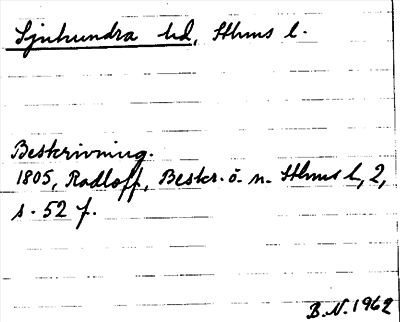 Sjuhundra hd, Sthms l.
Beskrivning.
1805, Radloff, Beskr. ö. n. Sthms l, 2,
s. 52 f.
B.N. 1962